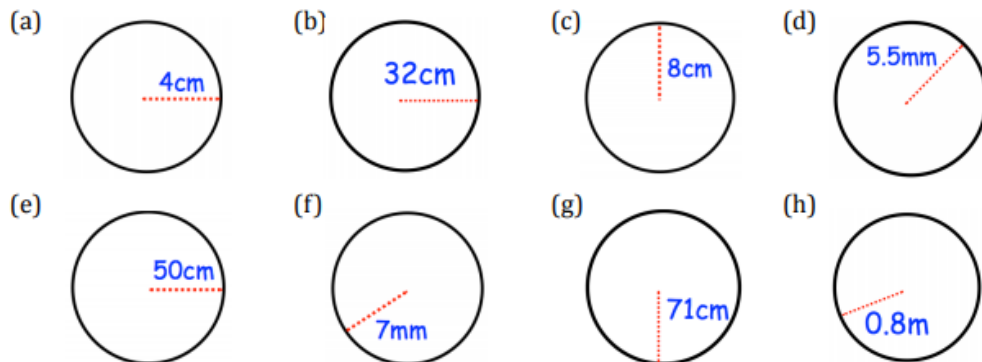 (a)
4cm
(b)
32cm
(c)
8cm
(d)
5.5mm
(e)
50cm
(f)
7mm
(g)
71cm
(h)
0.8m